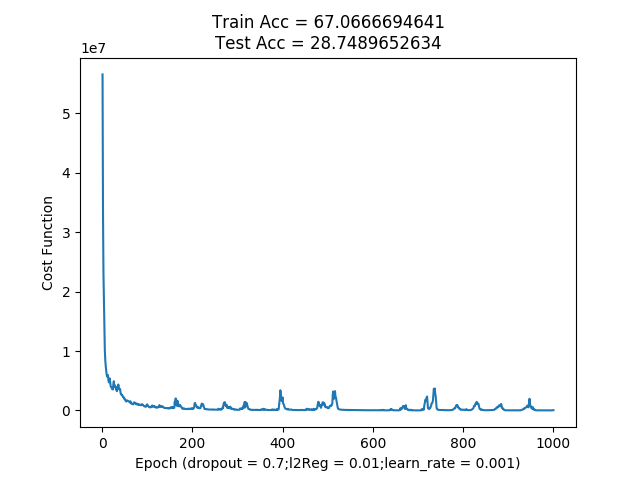 Train Acc = 67.0666694641
Test Acc = 28.7489652634
1e7
5
4
3
2
1
0
Cost Function
0
200
400
600
800
1000
Epoch (dropout = 0.7;l2Reg = 0.01;learn_rate = 0.001)